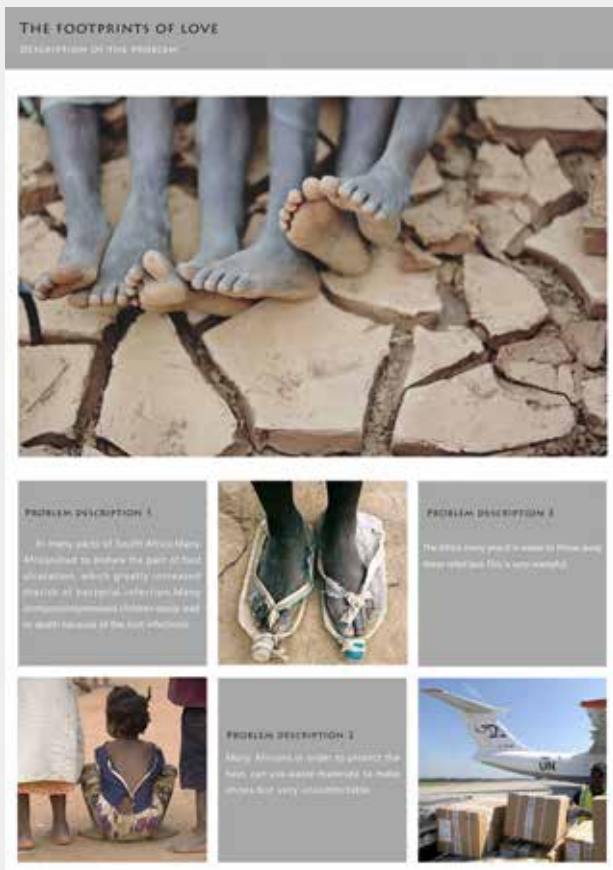 The footprints of love
Description of the Problem
Problem description 1
In many parts of South Africa Many
Africans had to endure the pain of foot
ulceration, which greatly increased
the risk of bacterial infection. Many
immunocompromised children easily lead
to death because of the foot infections
Problem description 3
The Africa every year it is waste to throw away
these relief box. This is very wasteful.
Problem description 2
Many Africans in order to protect the
feet, can use waste materials to make
shoes. But very uncomfortable.
UN